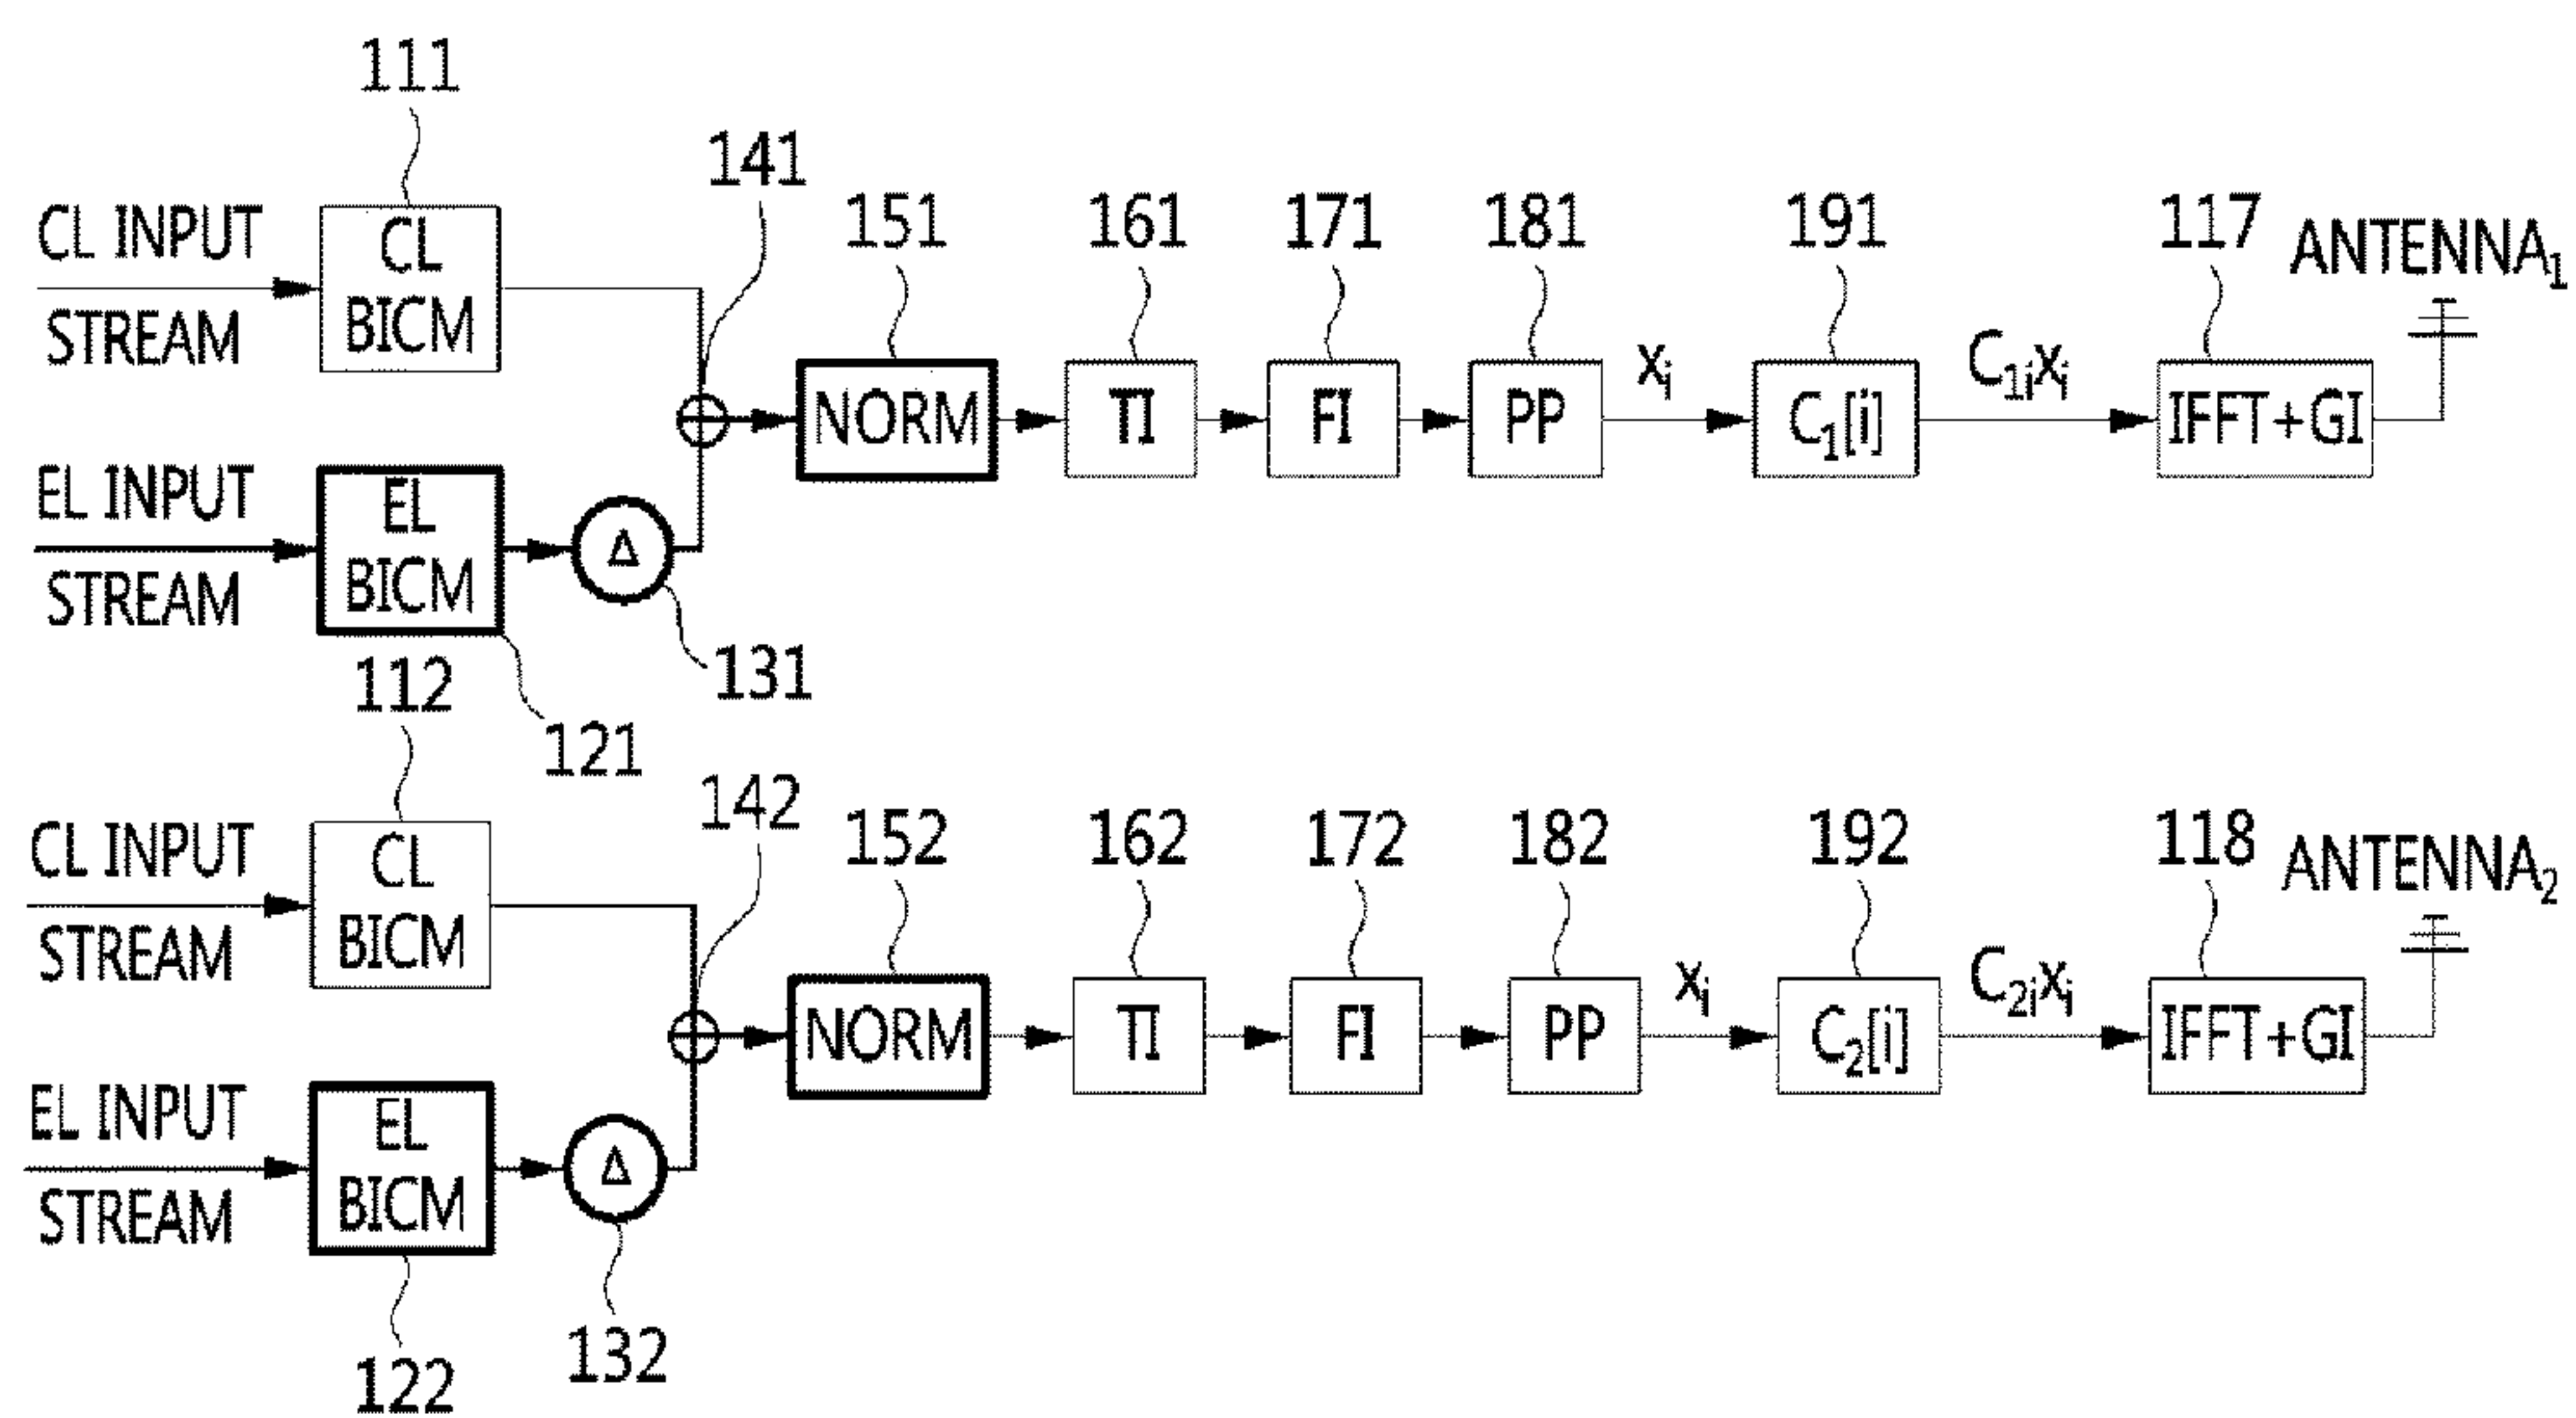 111
141
CL INPUT
STREAM
CL
BICM
151
161
171
181
191
117
ANTENNA₁
NORM
TI
FI
PP
xᵢ
C₁[i]
C₁ᵢxᵢ
IFFT+GI
EL INPUT
STREAM
EL
BICM
Δ
131
121
112
142
CL INPUT
STREAM
CL
BICM
152
162
172
182
192
118
ANTENNA₂
NORM
TI
FI
PP
xᵢ
C₂[i]
C₂ᵢxᵢ
IFFT+GI
EL INPUT
STREAM
EL
BICM
Δ
132
122